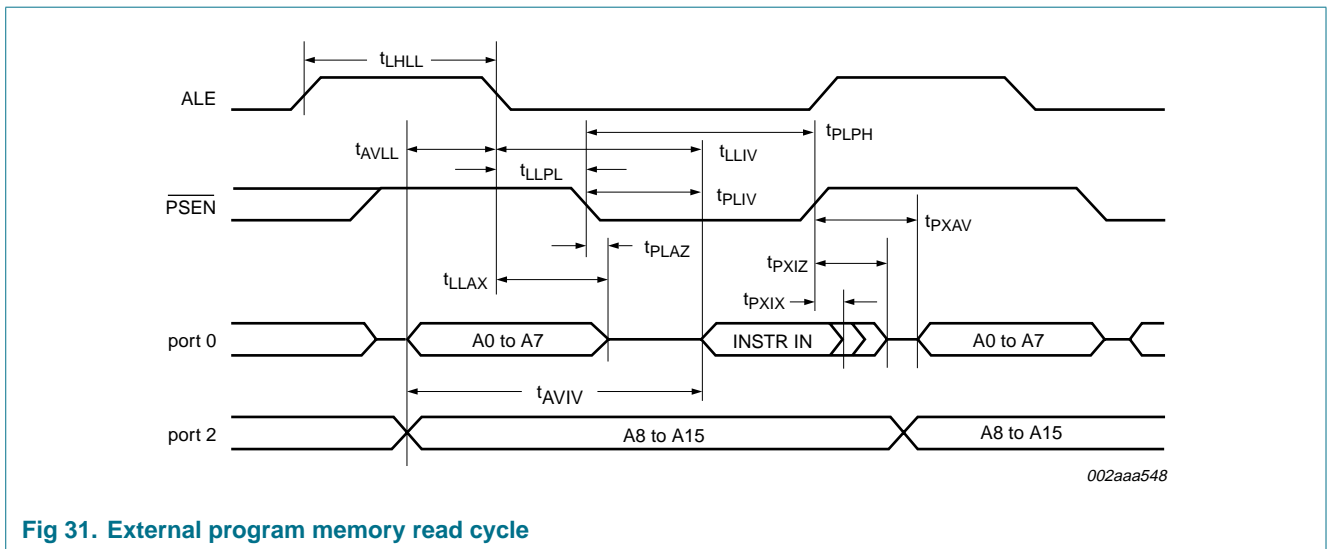 tLHLL
ALE
tPLPH
tAVLL
tLLIV
tLLPL
PSEN
tPLIV
tPXAV
tPLAZ
tLLAX
tPXIZ
tPXIX
port 0
A0 to A7
INSTR IN
A0 to A7
tAVIV
port 2
A8 to A15
A8 to A15
002aaa548
Fig 31. External program memory read cycle